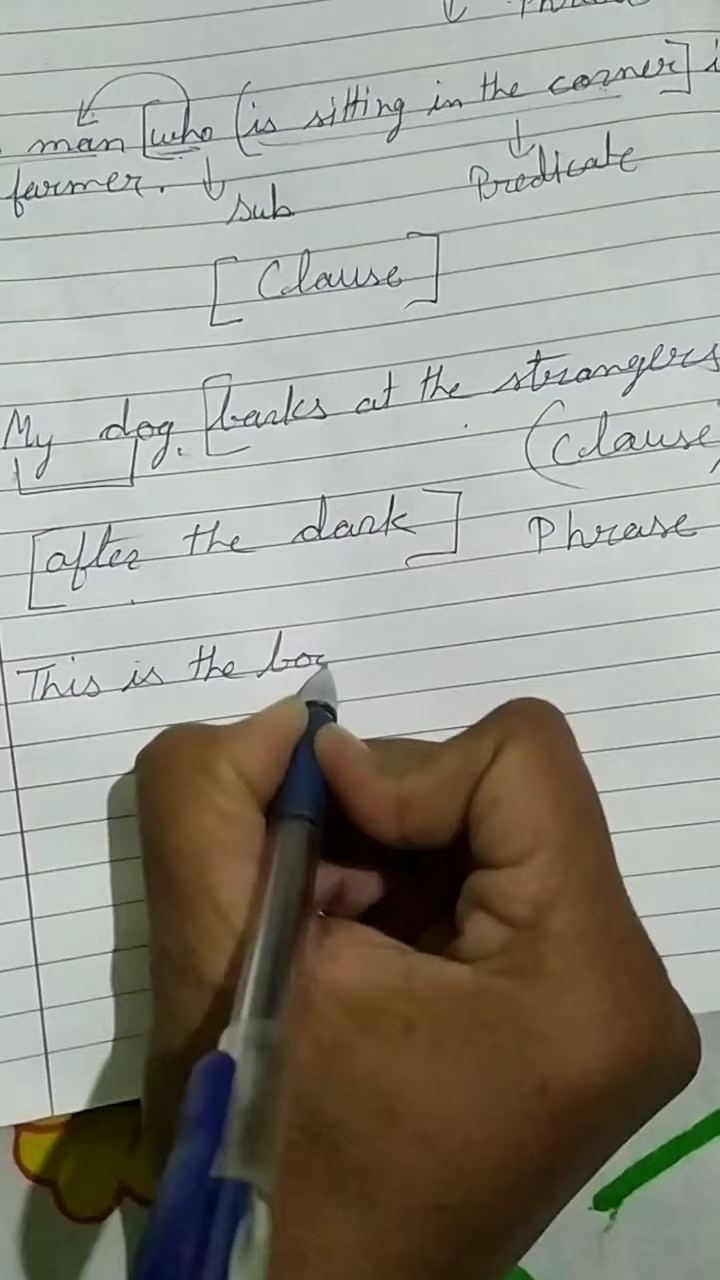 man [who (is sitting in the corner]
farmer. Sub Predicate
[Clause]
My dog. [barks at the strangers
(Clause)
[after the dark] Phrase
This is the boo